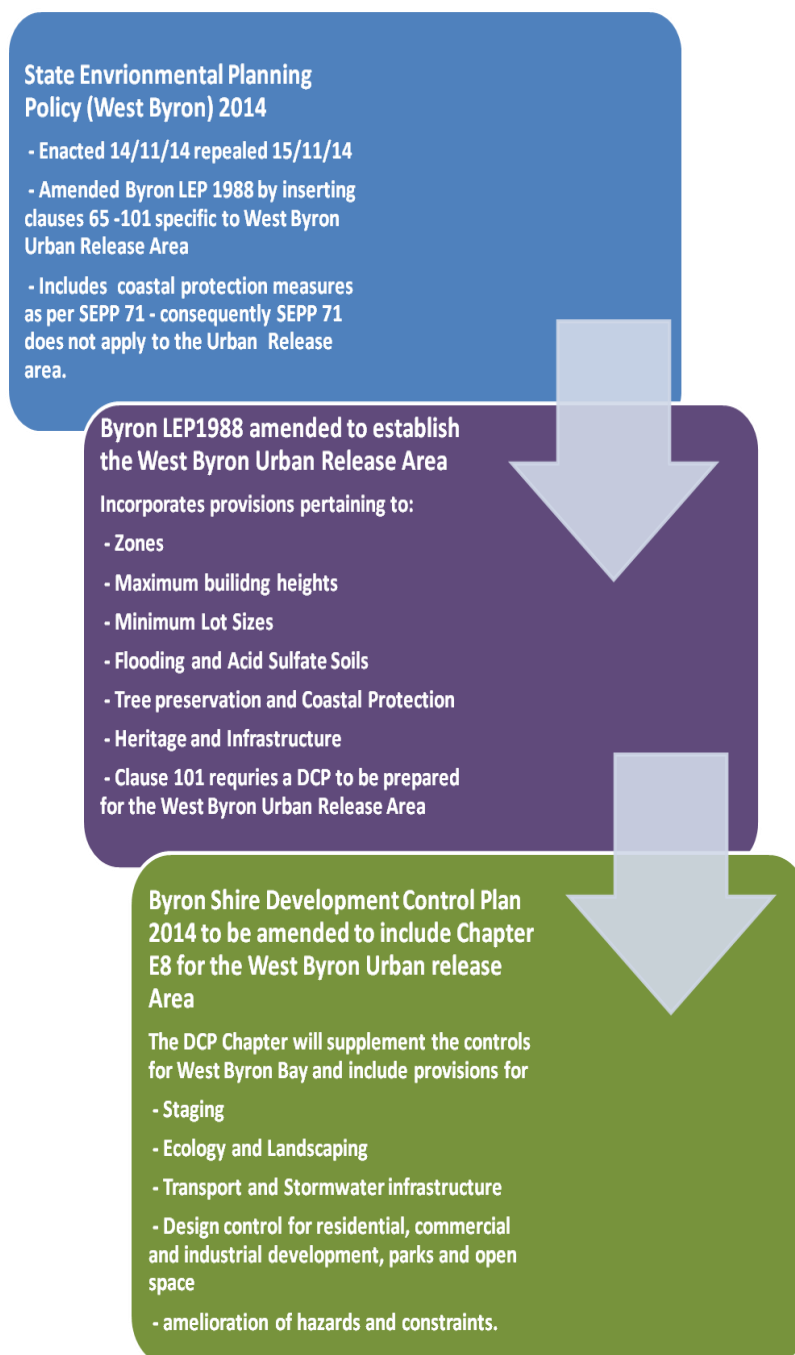 State Envrionmental Planning
Policy (West Byron) 2014
- Enacted 14/11/14 repealed 15/11/14
- Amended Byron LEP 1988 by inserting
clauses 65 -101 specific to West Byron
Urban Release Area
- Includes coastal protection measures
as per SEPP 71 - consequently SEPP 71
does not apply to the Urban Release
area.
Byron LEP1988 amended to establish
the West Byron Urban Release Area
Incorporates provisions pertaining to:
- Zones
- Maximum builidng heights
- Minimum Lot Sizes
- Flooding and Acid Sulfate Soils
- Tree preservation and Coastal Protection
- Heritage and Infrastructure
- Clause 101 requries a DCP to be prepared
for the West Byron Urban Release Area
Byron Shire Development Control Plan
2014 to be amended to include Chapter
E8 for the West Byron Urban release
Area
The DCP Chapter will supplement the controls
for West Byron Bay and include provisions for
- Staging
- Ecology and Landscaping
- Transport and Stormwater infrastructure
- Design control for residential, commercial
and industrial development, parks and open
space
- amelioration of hazards and constraints.